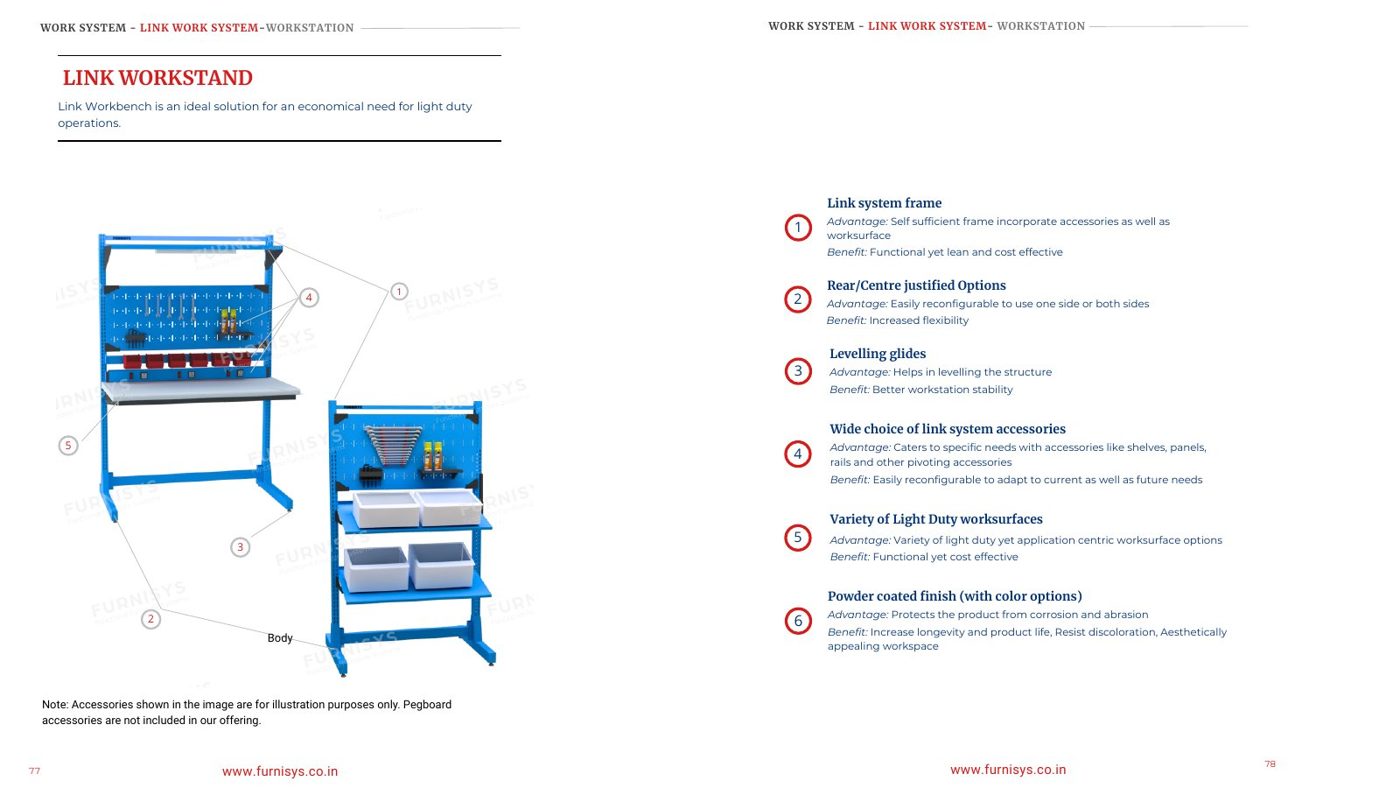 WORK SYSTEM - LINK WORK SYSTEM-WORKSTATION
LINK WORKSTAND
Link Workbench is an ideal solution for an economical need for light duty
operations.
FURNISYS
4
1
5
3
2
Body
Note: Accessories shown in the image are for illustration purposes only. Pegboard
accessories are not included in our offering.
77
www.furnisys.co.in
WORK SYSTEM - LINK WORK SYSTEM- WORKSTATION
1
Link system frame
Advantage: Self sufficient frame incorporate accessories as well as
worksurface
Benefit: Functional yet lean and cost effective
2
Rear/Centre justified Options
Advantage: Easily reconfigurable to use one side or both sides
Benefit: Increased flexibility
3
Levelling glides
Advantage: Helps in levelling the structure
Benefit: Better workstation stability
4
Wide choice of link system accessories
Advantage: Caters to specific needs with accessories like shelves, panels,
rails and other pivoting accessories
Benefit: Easily reconfigurable to adapt to current as well as future needs
5
Variety of Light Duty worksurfaces
Advantage: Variety of light duty yet application centric worksurface options
Benefit: Functional yet cost effective
6
Powder coated finish (with color options)
Advantage: Protects the product from corrosion and abrasion
Benefit: Increase longevity and product life, Resist discoloration, Aesthetically
appealing workspace
www.furnisys.co.in
78